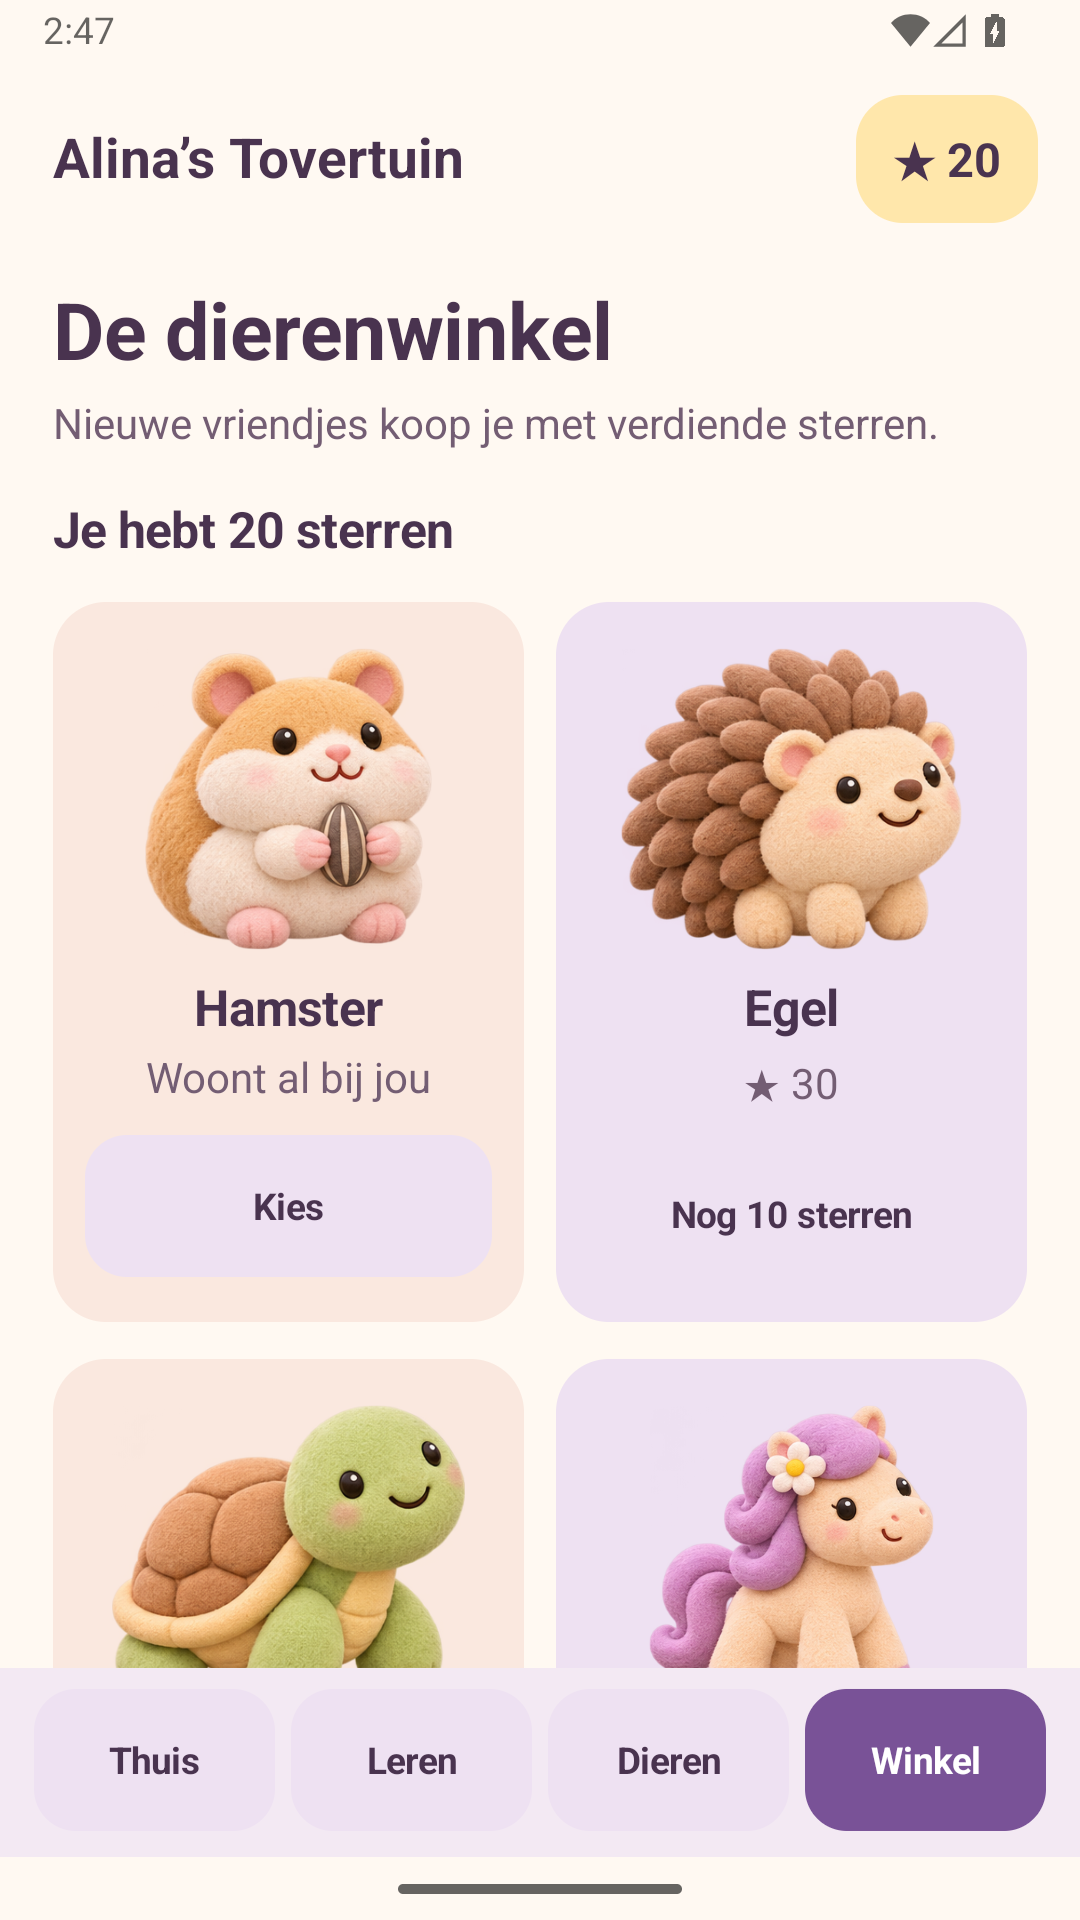 2:47
Alina’s Tovertuin
★ 20
De dierenwinkel
Nieuwe vriendjes koop je met verdiende sterren.
Je hebt 20 sterren
Hamster
Woont al bij jou
Kies
Egel
★ 30
Nog 10 sterren
Thuis
Leren
Dieren
Winkel